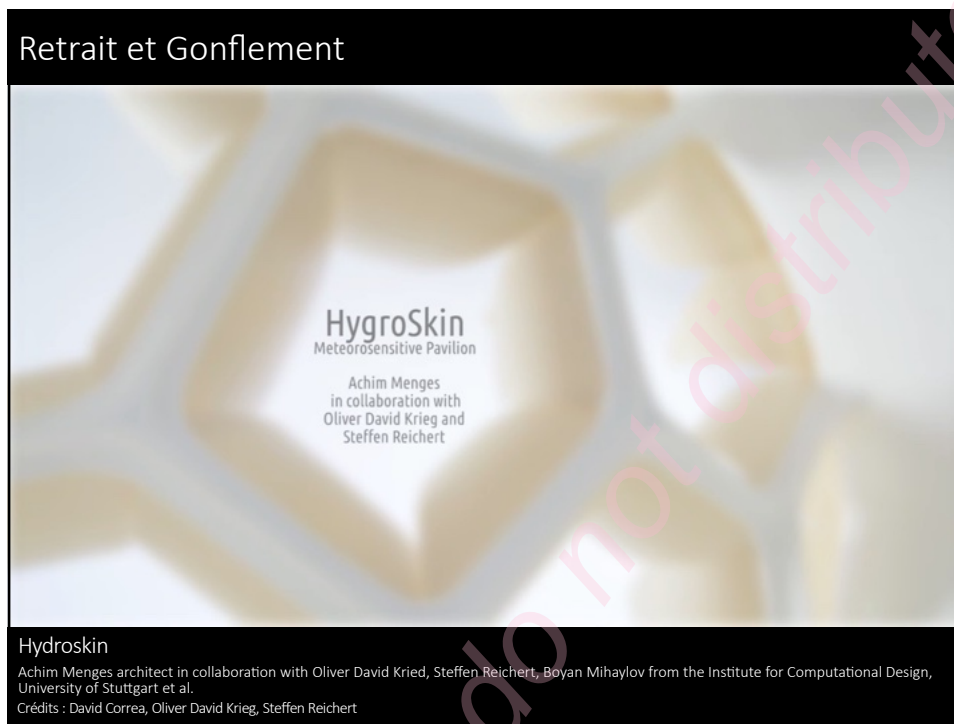 Retrait et Gonflement
HygroSkin
Meteorosensitive Pavilion
Achim Menges
in collaboration with
Oliver David Krieg and
Steffen Reichert
Hydroskin
Achim Menges architect in collaboration with Oliver David Kried, Steffen Reichert, Boyan Mihaylov from the Institute for Computational Design,
University of Stuttgart et al.
Crédits : David Correa, Oliver David Krieg, Steffen Reichert
do not distribute